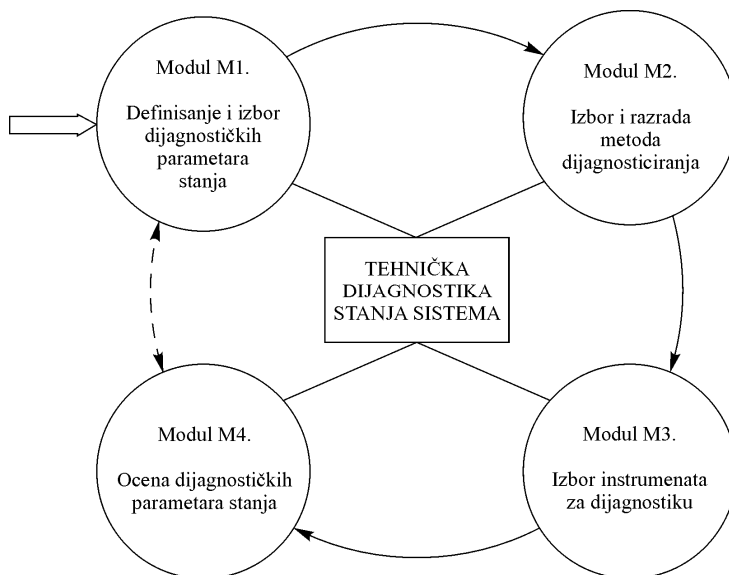 Modul M1.
Definisanje i izbor
dijagnostičkih
parametara
stanja
Modul M2.
Izbor i razrada
metoda
dijagnosticiranja
TEHNIČKA
DIJAGNOSTIKA
STANJA SISTEMA
Modul M4.
Ocena dijagnostičkih
parametara stanja
Modul M3.
Izbor instrumenata
za dijagnostiku